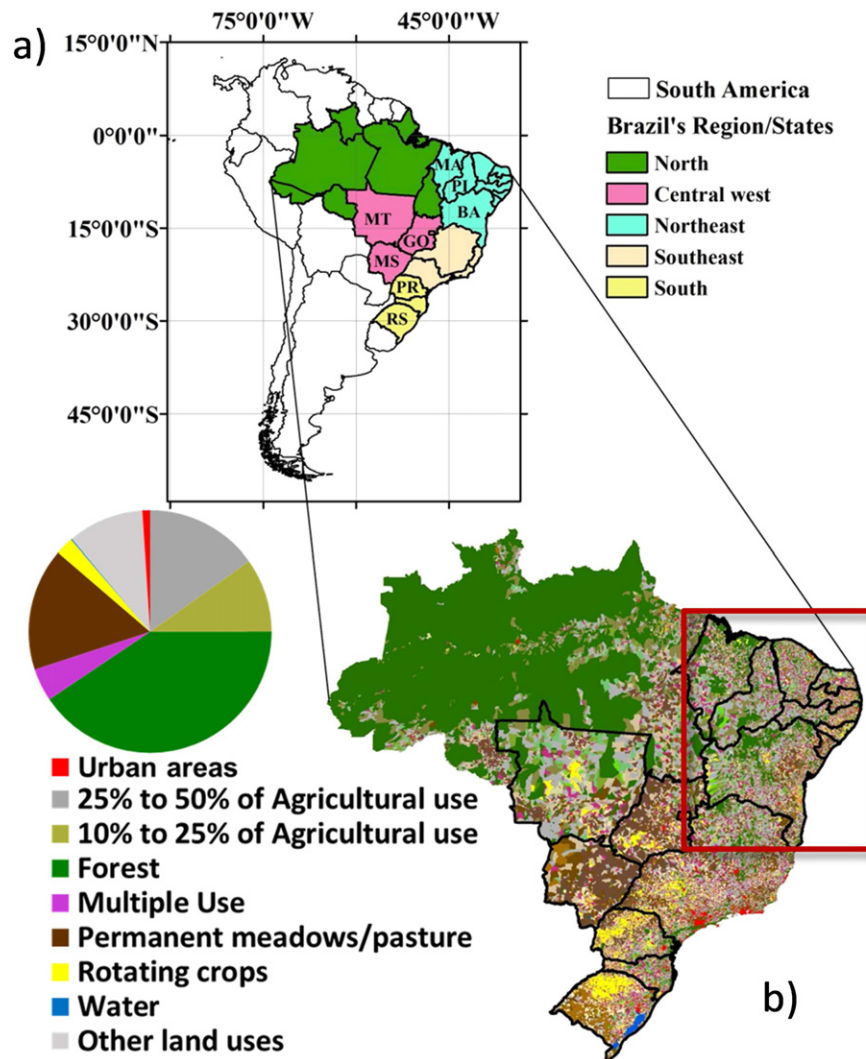 a)
75°0'0"W 45°0'0"W
15°0'0"N
0°0'0"
15°0'0"S
30°0'0"S
45°0'0"S
MA
PI
BA
MT
GO
MS
PR
RS
South America
Brazil's Region/States
North
Central west
Northeast
Southeast
South
Urban areas
25% to 50% of Agricultural use
10% to 25% of Agricultural use
Forest
Multiple Use
Permanent meadows/pasture
Rotating crops
Water
Other land uses
b)